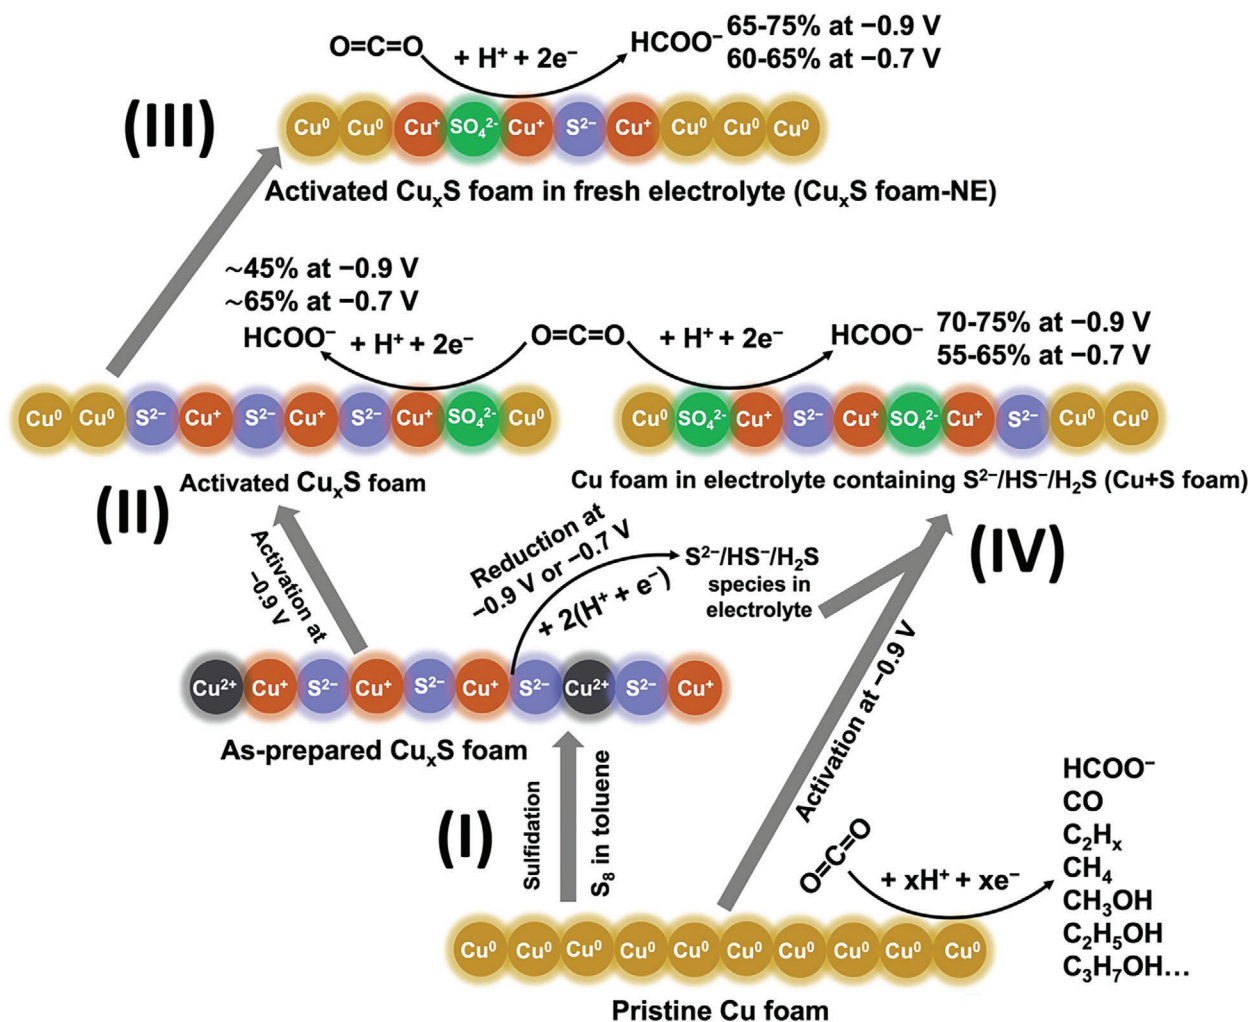 O=C=O + H⁺ + 2e⁻ HCOO⁻ 65-75% at −0.9 V
60-65% at −0.7 V
(III)
Cu⁰ Cu⁰ Cu⁺ SO₄²⁻ Cu⁺ S²⁻ Cu⁺ Cu⁰ Cu⁰ Cu⁰
Activated CuₓS foam in fresh electrolyte (CuₓS foam-NE)
~45% at −0.9 V
~65% at −0.7 V
HCOO⁻ + H⁺ + 2e⁻ O=C=O + H⁺ + 2e⁻ HCOO⁻
70-75% at −0.9 V
55-65% at −0.7 V
Cu⁰ Cu⁰ S²⁻ Cu⁺ S²⁻ Cu⁺ S²⁻ Cu⁺ SO₄²⁻ Cu⁰
Cu⁰ SO₄²⁻ Cu⁺ S²⁻ Cu⁺ SO₄²⁻ Cu⁺ S²⁻ Cu⁰ Cu⁰
Activated CuₓS foam
Cu foam in electrolyte containing S²⁻/HS⁻/H₂S (Cu+S foam)
(II)
Activation at
−0.9 V
Reduction at
−0.9 V or −0.7 V
+ 2(H⁺ + e⁻)
S²⁻/HS⁻/H₂S
species in
electrolyte
(IV)
Cu²⁺ Cu⁺ S²⁻ Cu⁺ S²⁻ Cu⁺ S²⁻ Cu²⁺ S²⁻ Cu⁺
As-prepared CuₓS foam
Activation at −0.9 V
(I)
Sulfidation
S₈ in toluene
O=C=O
+ xH⁺ + xe⁻
HCOO⁻
CO
C₂Hₓ
CH₄
CH₃OH
C₂H₅OH
C₃H₇OH...
Cu⁰ Cu⁰ Cu⁰ Cu⁰ Cu⁰ Cu⁰ Cu⁰ Cu⁰ Cu⁰ Cu⁰
Pristine Cu foam